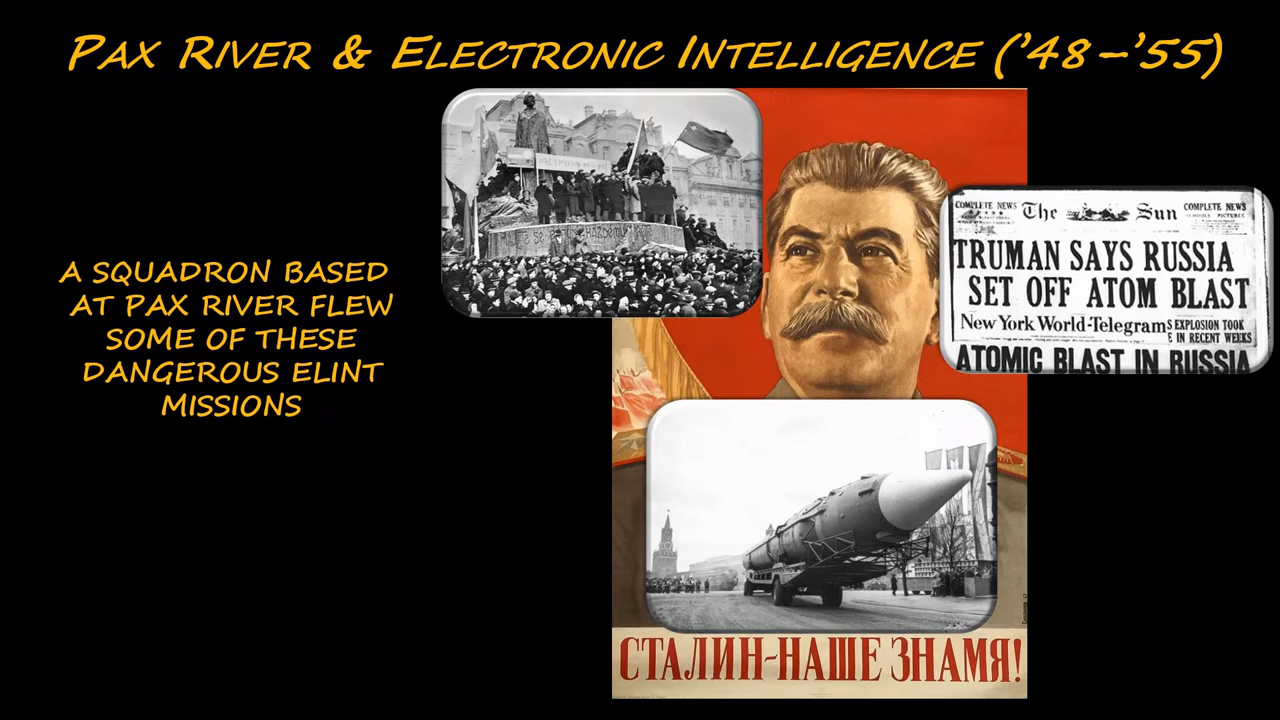 PAX RIVER & ELECTRONIC INTELLIGENCE ('48–'55)
A SQUADRON BASED
AT PAX RIVER FLEW
SOME OF THESE
DANGEROUS ELINT
MISSIONS
COMPLETE NEWS
The Sun
COMPLETE NEWS
TRUMAN SAYS RUSSIA
SET OFF ATOM BLAST
New York World-Telegram
S EXPLOSION TOOK
E IN RECENT WEEKS
ATOMIC BLAST IN RUSSIA
СТАЛИН-НАШЕ ЗНАМЯ!